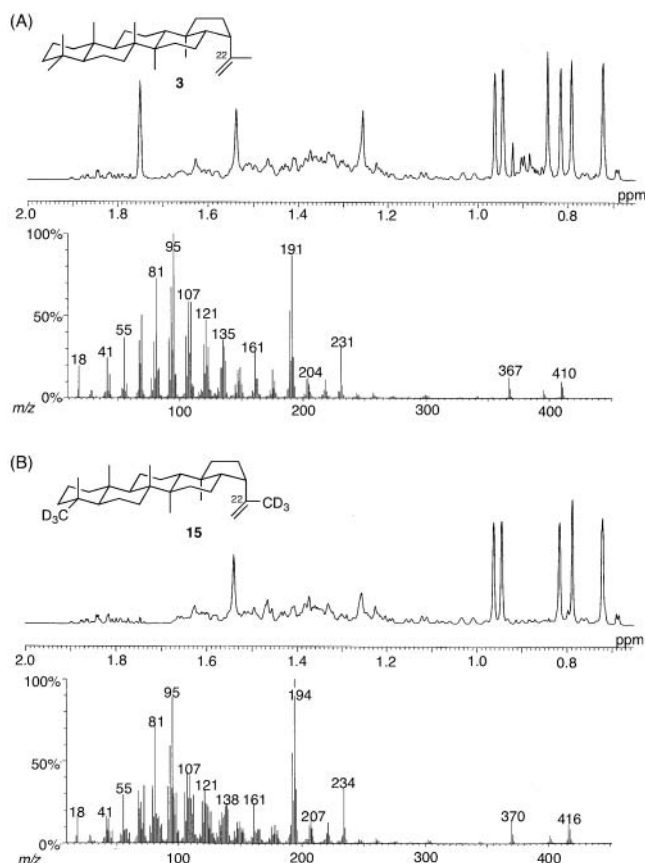 (A)
22
3
ppm
2.0 1.8 1.6 1.4 1.2 1.0 0.8
100%
50%
0%
18 41 55 81 95 107 121 135 161 191 204 231 367 410
m/z 100 200 300 400
(B)
22
D3C CD3
15
ppm
2.0 1.8 1.6 1.4 1.2 1.0 0.8
100%
50%
0%
18 41 55 81 95 107 121 138 161 194 207 234 370 416
m/z 100 200 300 400